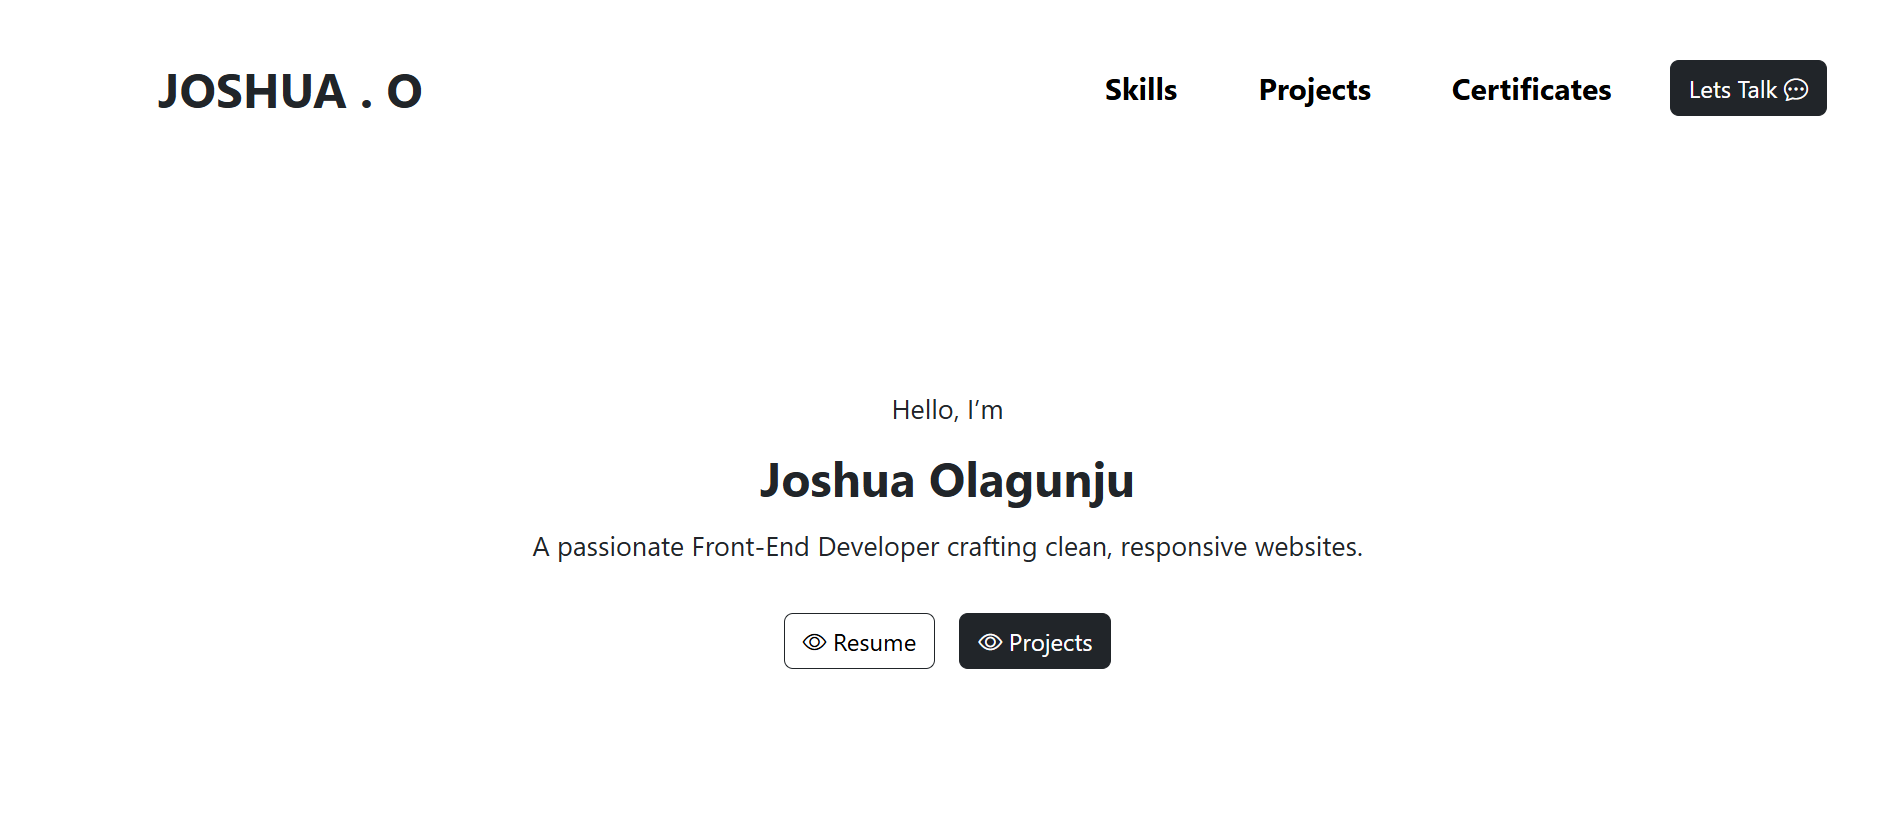 JOSHUA . O
Skills Projects Certificates Lets Talk
Hello, I’m
Joshua Olagunju
A passionate Front-End Developer crafting clean, responsive websites.
Resume Projects